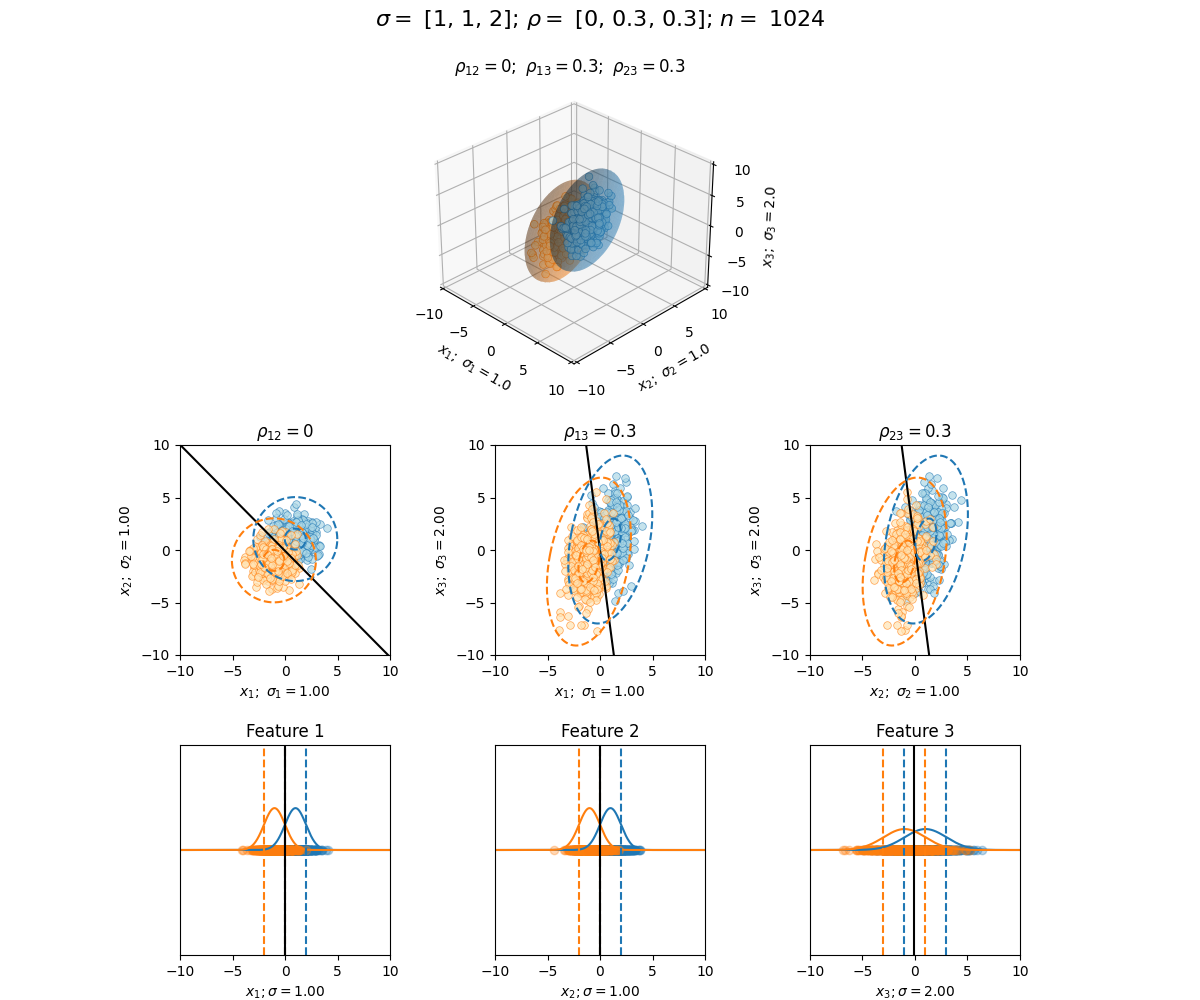 σ = [1, 1, 2]; ρ = [0, 0.3, 0.3]; n = 1024
ρ₁₂ = 0; ρ₁₃ = 0.3; ρ₂₃ = 0.3
10
5
0
−5
−10
x₃; σ₃ = 2.0
−10
−5
0
5
10
x₁; σ₁ = 1.0
−10
−5
0
5
10
x₂; σ₂ = 1.0
ρ₁₂ = 0
10
5
0
−5
−10
x₂; σ₂ = 1.00
−10 −5 0 5 10
x₁; σ₁ = 1.00
ρ₁₃ = 0.3
10
5
0
−5
−10
x₃; σ₃ = 2.00
−10 −5 0 5 10
x₁; σ₁ = 1.00
ρ₂₃ = 0.3
10
5
0
−5
−10
x₃; σ₃ = 2.00
−10 −5 0 5 10
x₂; σ₂ = 1.00
Feature 1
−10 −5 0 5 10
x₁; σ = 1.00
Feature 2
−10 −5 0 5 10
x₂; σ = 1.00
Feature 3
−10 −5 0 5 10
x₃; σ = 2.00